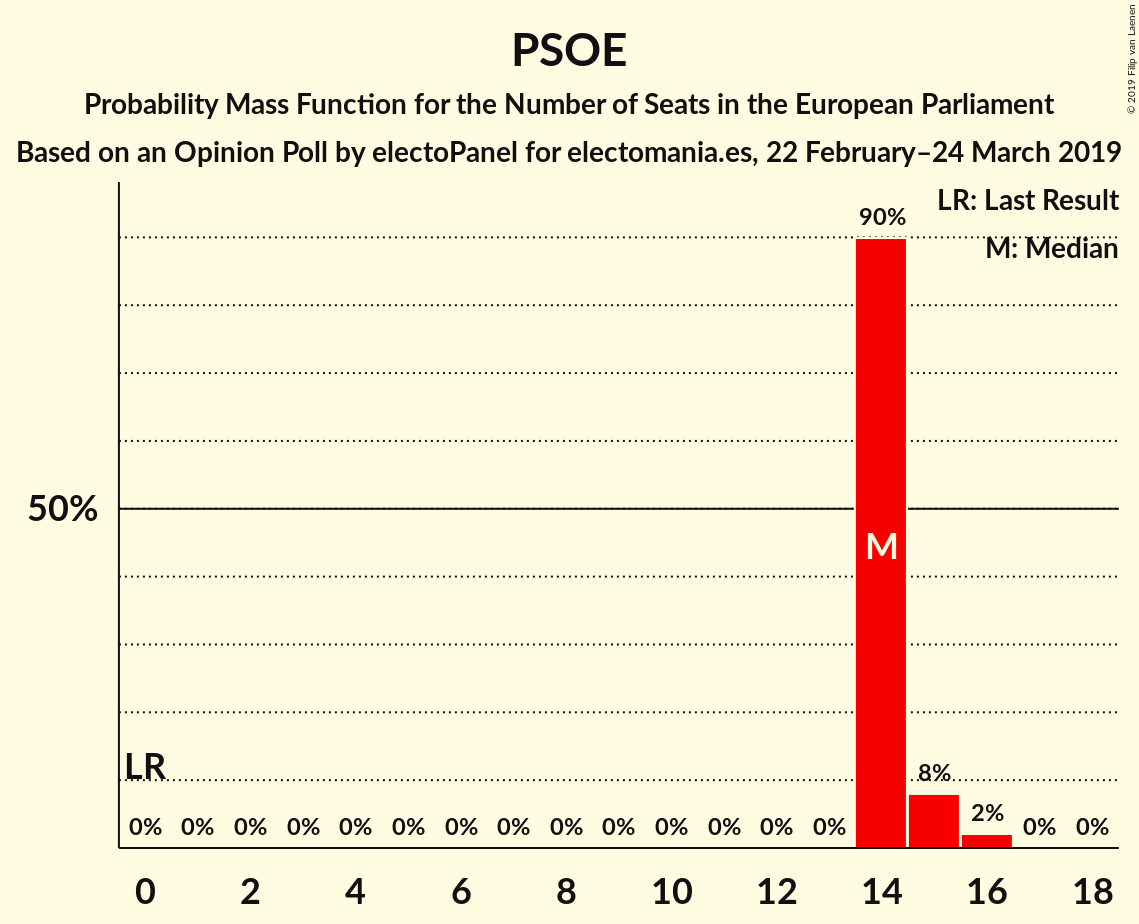 PSOE
Probability Mass Function for the Number of Seats in the European Parliament
Based on an Opinion Poll by electoPanel for electomania.es, 22 February–24 March 2019
© 2019 Filip van Laenen
LR: Last Result
M: Median
90%
50%
M
LR
8%
2%
0% 0% 0% 0% 0% 0% 0% 0% 0% 0% 0% 0% 0% 0% 0% 0%
0 2 4 6 8 10 12 14 16 18